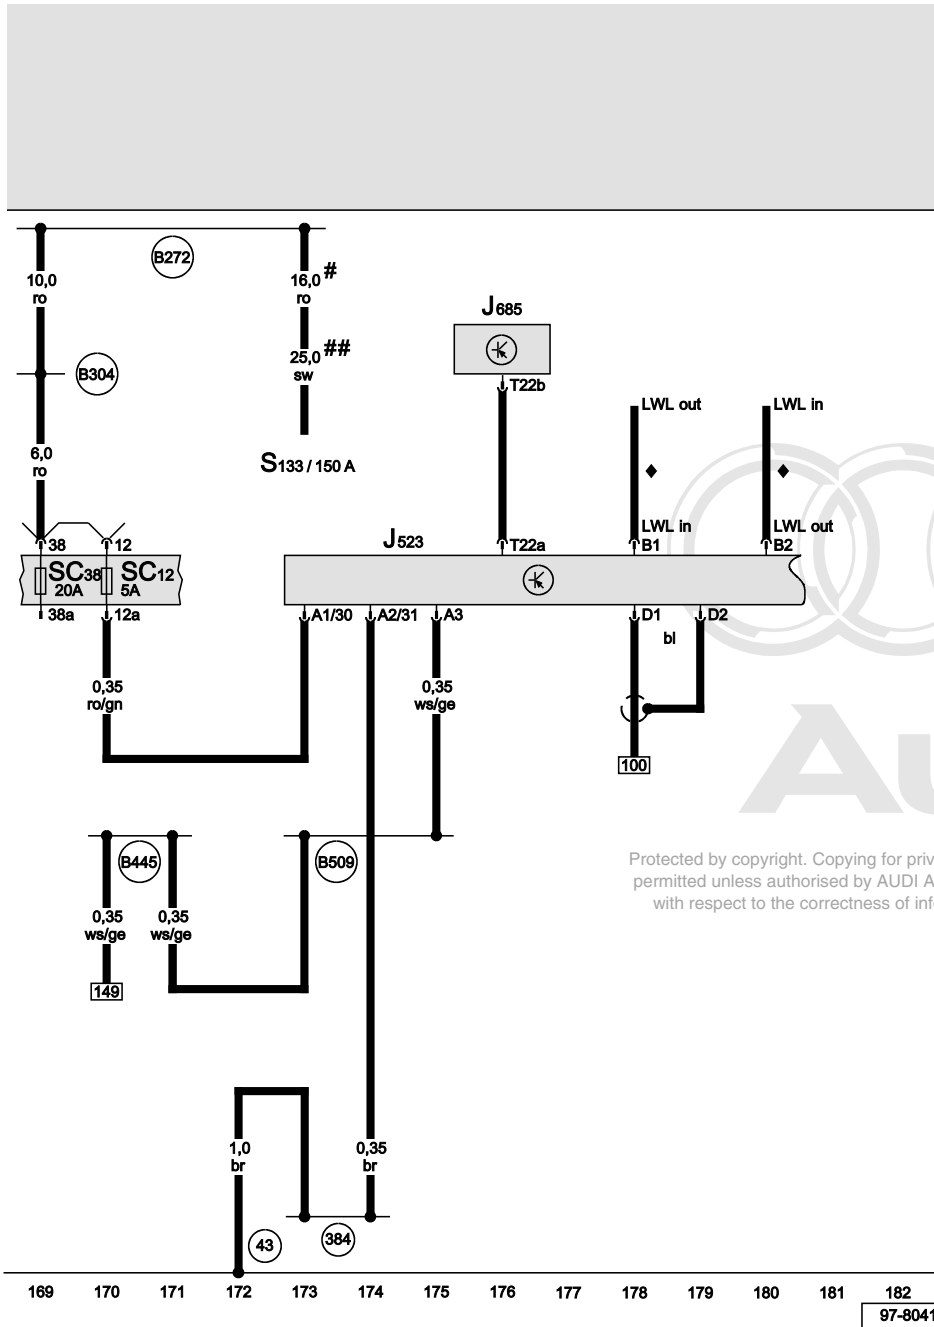 B272
10,0
ro
16,0 #
ro
25,0 ##
sw
B304
6,0
ro
S133 / 150 A
J685
T22b
LWL out
LWL in
LWL in
LWL out
38
12
J523
T22a
B1
B2
SC38
20A
SC12
5A
38a
12a
A1/30
A2/31
A3
D1
D2
bl
0,35
ro/gn
0,35
ws/ge
100
B445
B509
0,35
ws/ge
0,35
ws/ge
149
Protected by copyright. Copying for priv
permitted unless authorised by AUDI A
with respect to the correctness of inf
1,0
br
0,35
br
43
384
169 170 171 172 173 174 175 176 177 178 179 180 181 182
97-8041